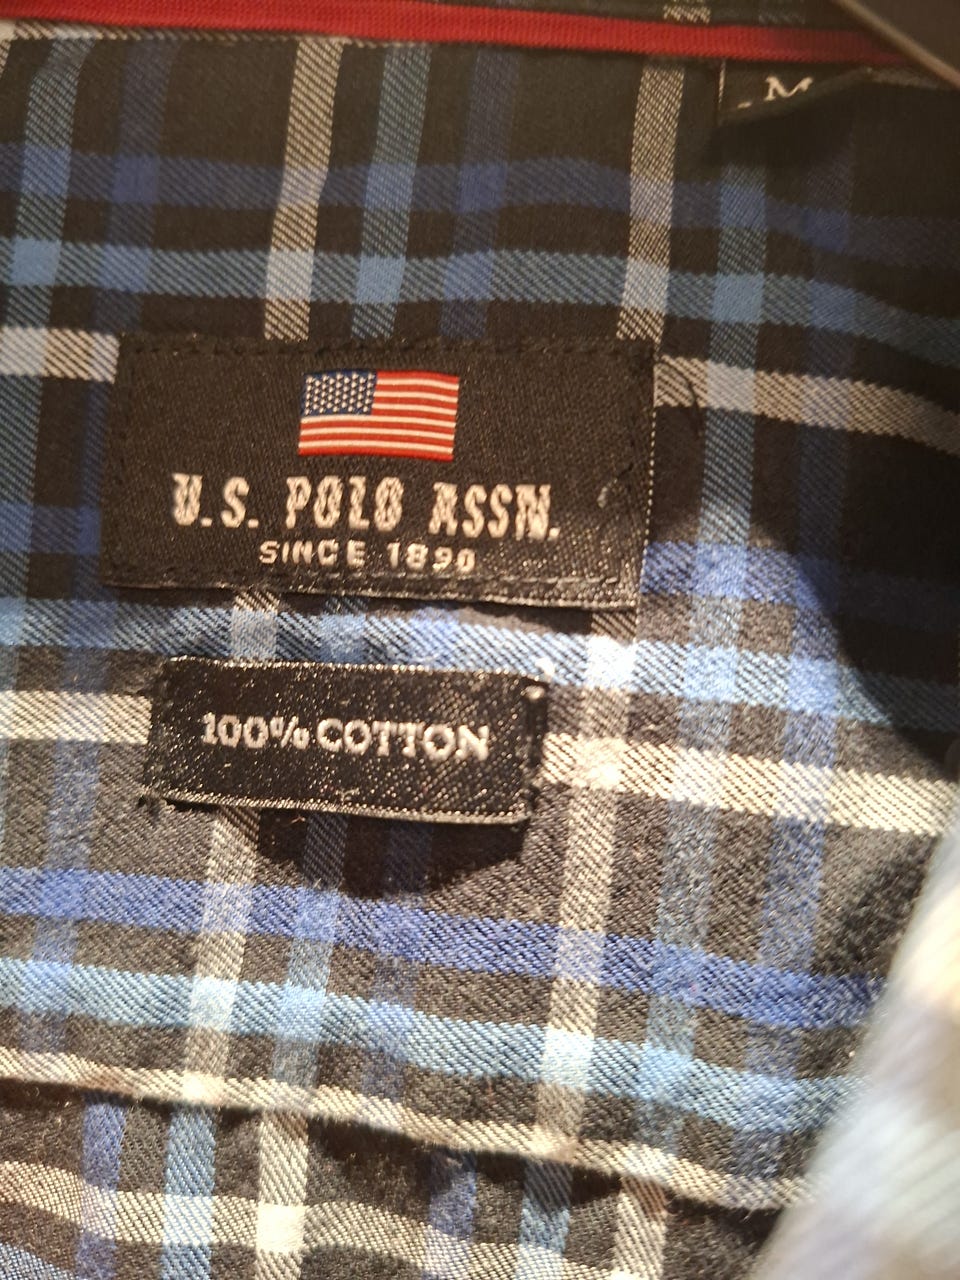 M
U.S. POLO ASSN.
SINCE 1890
100% COTTON